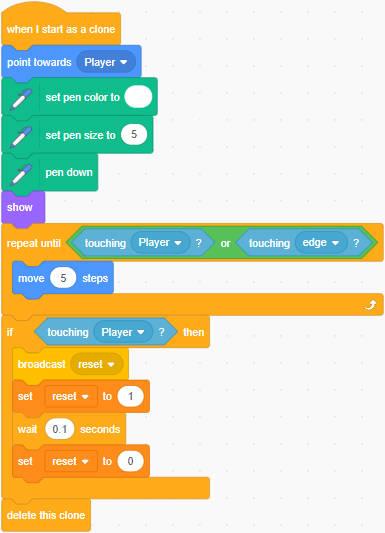 when I start as a clone
point towards Player
set pen color to
set pen size to 5
pen down
show
repeat until touching Player ? or touching edge ?
move 5 steps
if touching Player ? then
broadcast reset
set reset to 1
wait 0.1 seconds
set reset to 0
delete this clone